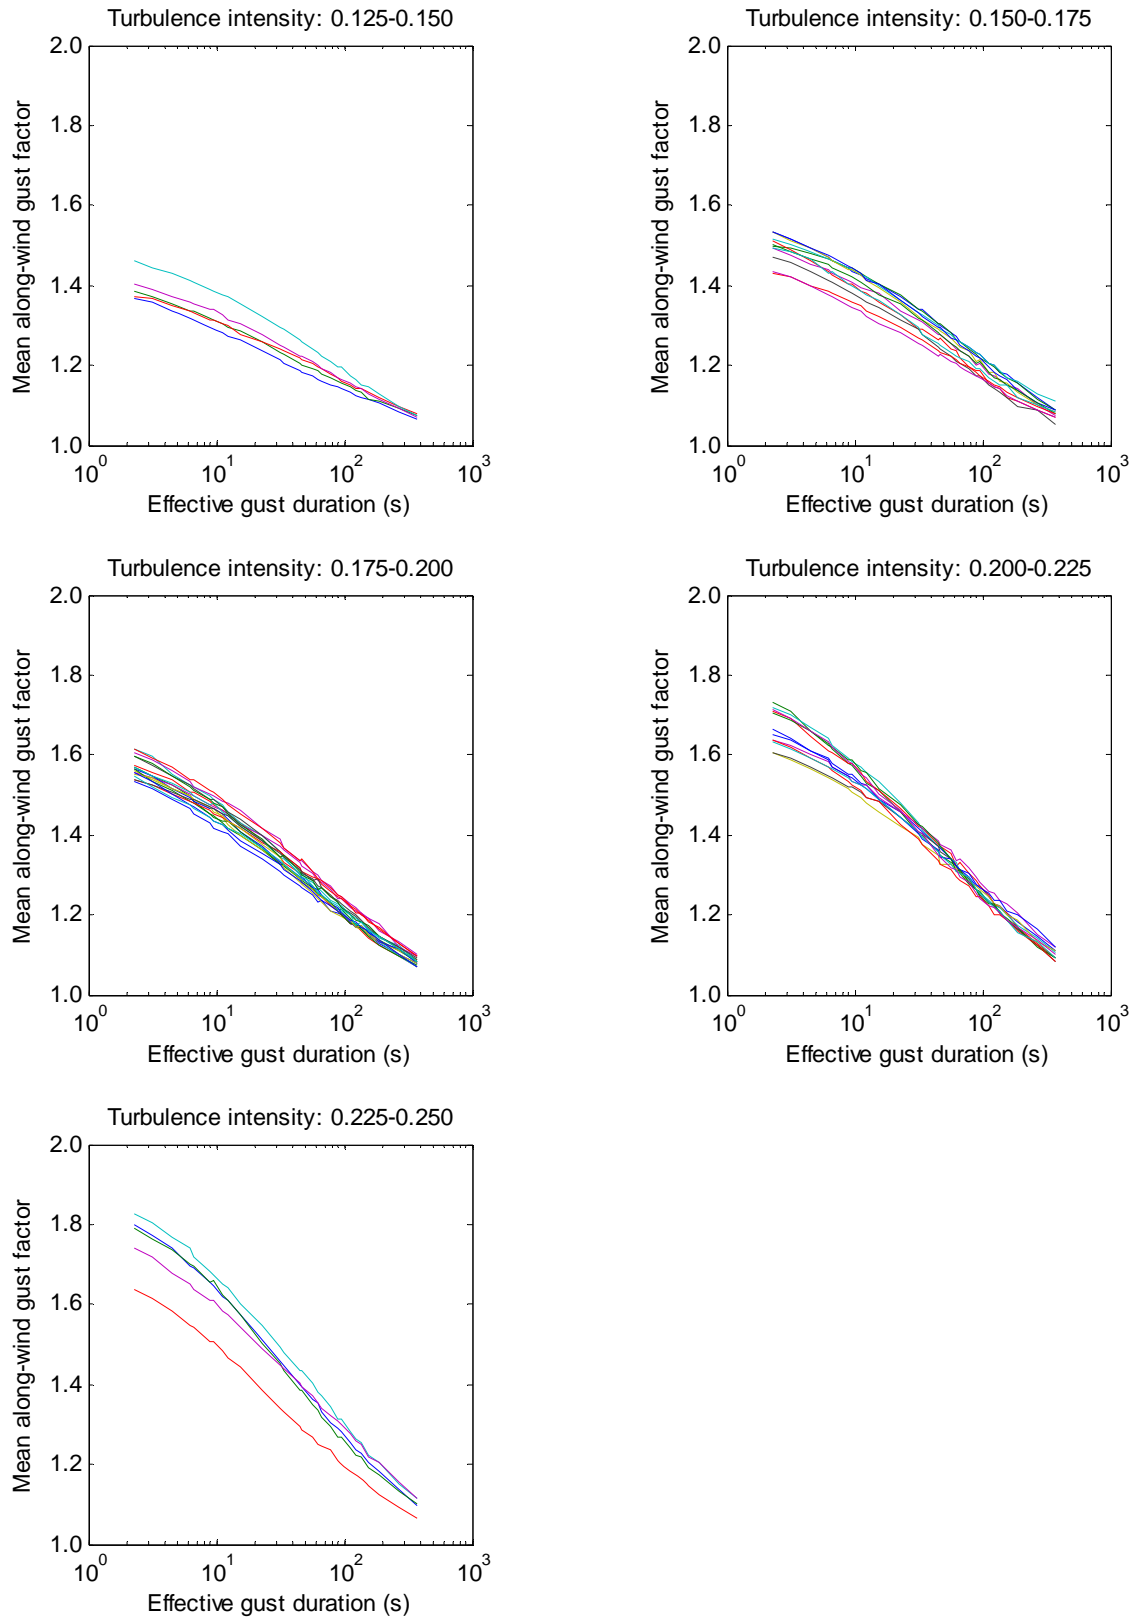 Turbulence intensity: 0.125-0.150
2.0
1.8
1.6
1.4
1.2
1.0
Mean along-wind gust factor
10^0 10^1 10^2 10^3
Effective gust duration (s)
Turbulence intensity: 0.150-0.175
2.0
1.8
1.6
1.4
1.2
1.0
Mean along-wind gust factor
10^0 10^1 10^2 10^3
Effective gust duration (s)
Turbulence intensity: 0.175-0.200
2.0
1.8
1.6
1.4
1.2
1.0
Mean along-wind gust factor
10^0 10^1 10^2 10^3
Effective gust duration (s)
Turbulence intensity: 0.200-0.225
2.0
1.8
1.6
1.4
1.2
1.0
Mean along-wind gust factor
10^0 10^1 10^2 10^3
Effective gust duration (s)
Turbulence intensity: 0.225-0.250
2.0
1.8
1.6
1.4
1.2
1.0
Mean along-wind gust factor
10^0 10^1 10^2 10^3
Effective gust duration (s)